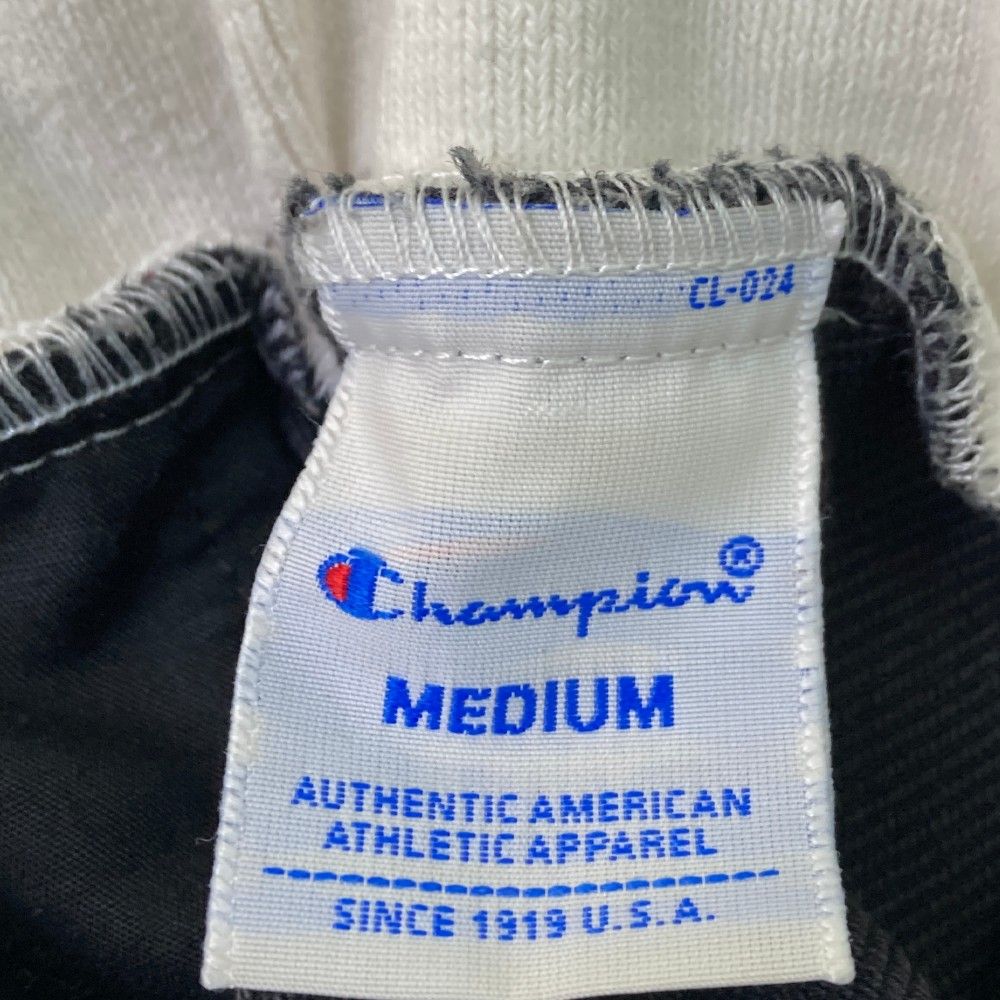 CL-024
Champion®
MEDIUM
AUTHENTIC AMERICAN
ATHLETIC APPAREL
SINCE 1919 U.S.A.